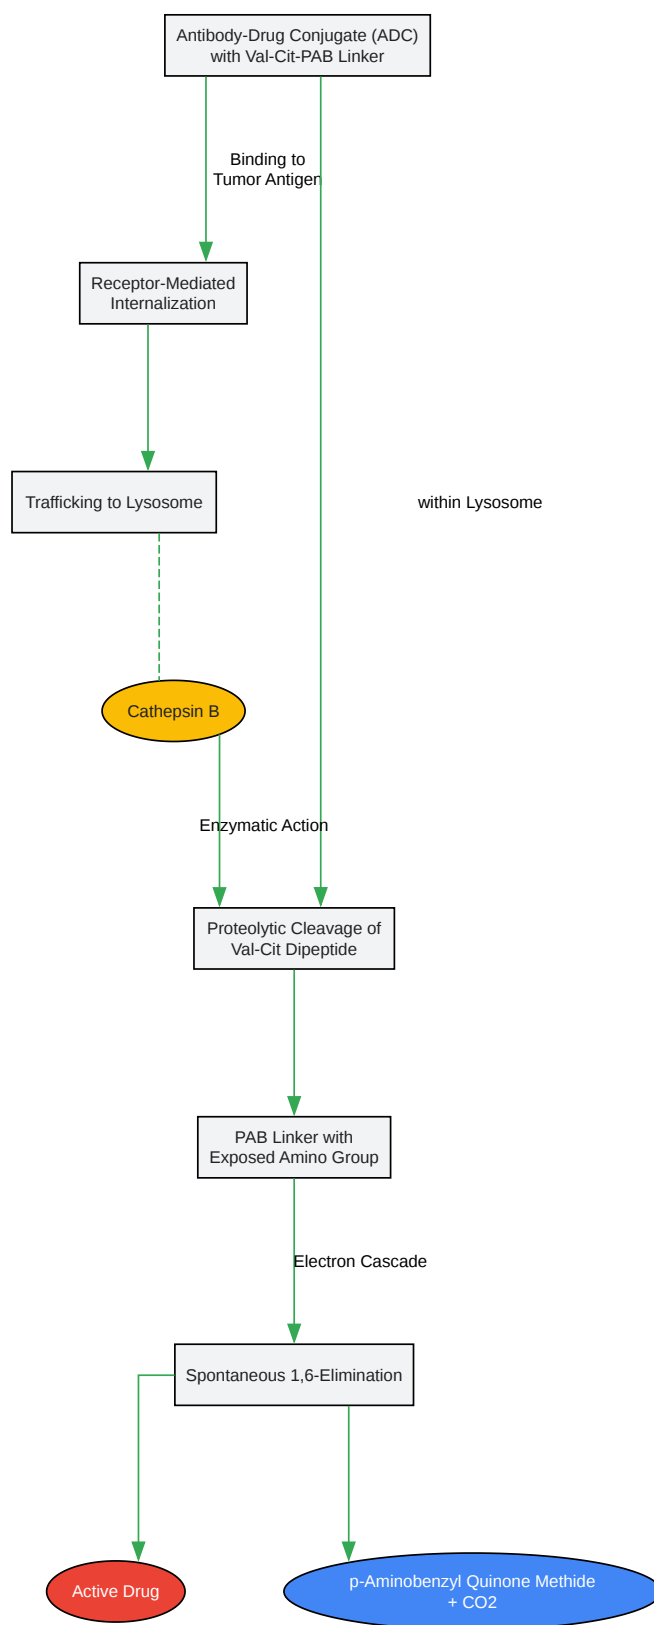 Antibody-Drug Conjugate (ADC)
with Val-Cit-PAB Linker
Binding to
Tumor Antigen
Receptor-Mediated
Internalization
Trafficking to Lysosome
within Lysosome
Cathepsin B
Enzymatic Action
Proteolytic Cleavage of
Val-Cit Dipeptide
PAB Linker with
Exposed Amino Group
Electron Cascade
Spontaneous 1,6-Elimination
Active Drug
p-Aminobenzyl Quinone Methide
+ CO2